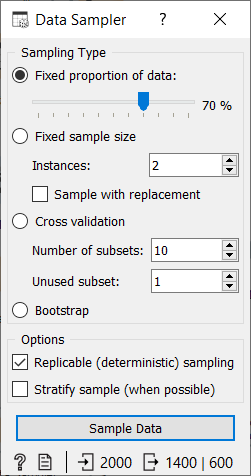 Data Sampler
Sampling Type
Fixed proportion of data:
70 %
Fixed sample size
Instances: 2
Sample with replacement
Cross validation
Number of subsets: 10
Unused subset: 1
Bootstrap
Options
Replicable (deterministic) sampling
Stratify sample (when possible)
Sample Data
? 2000 1400 | 600